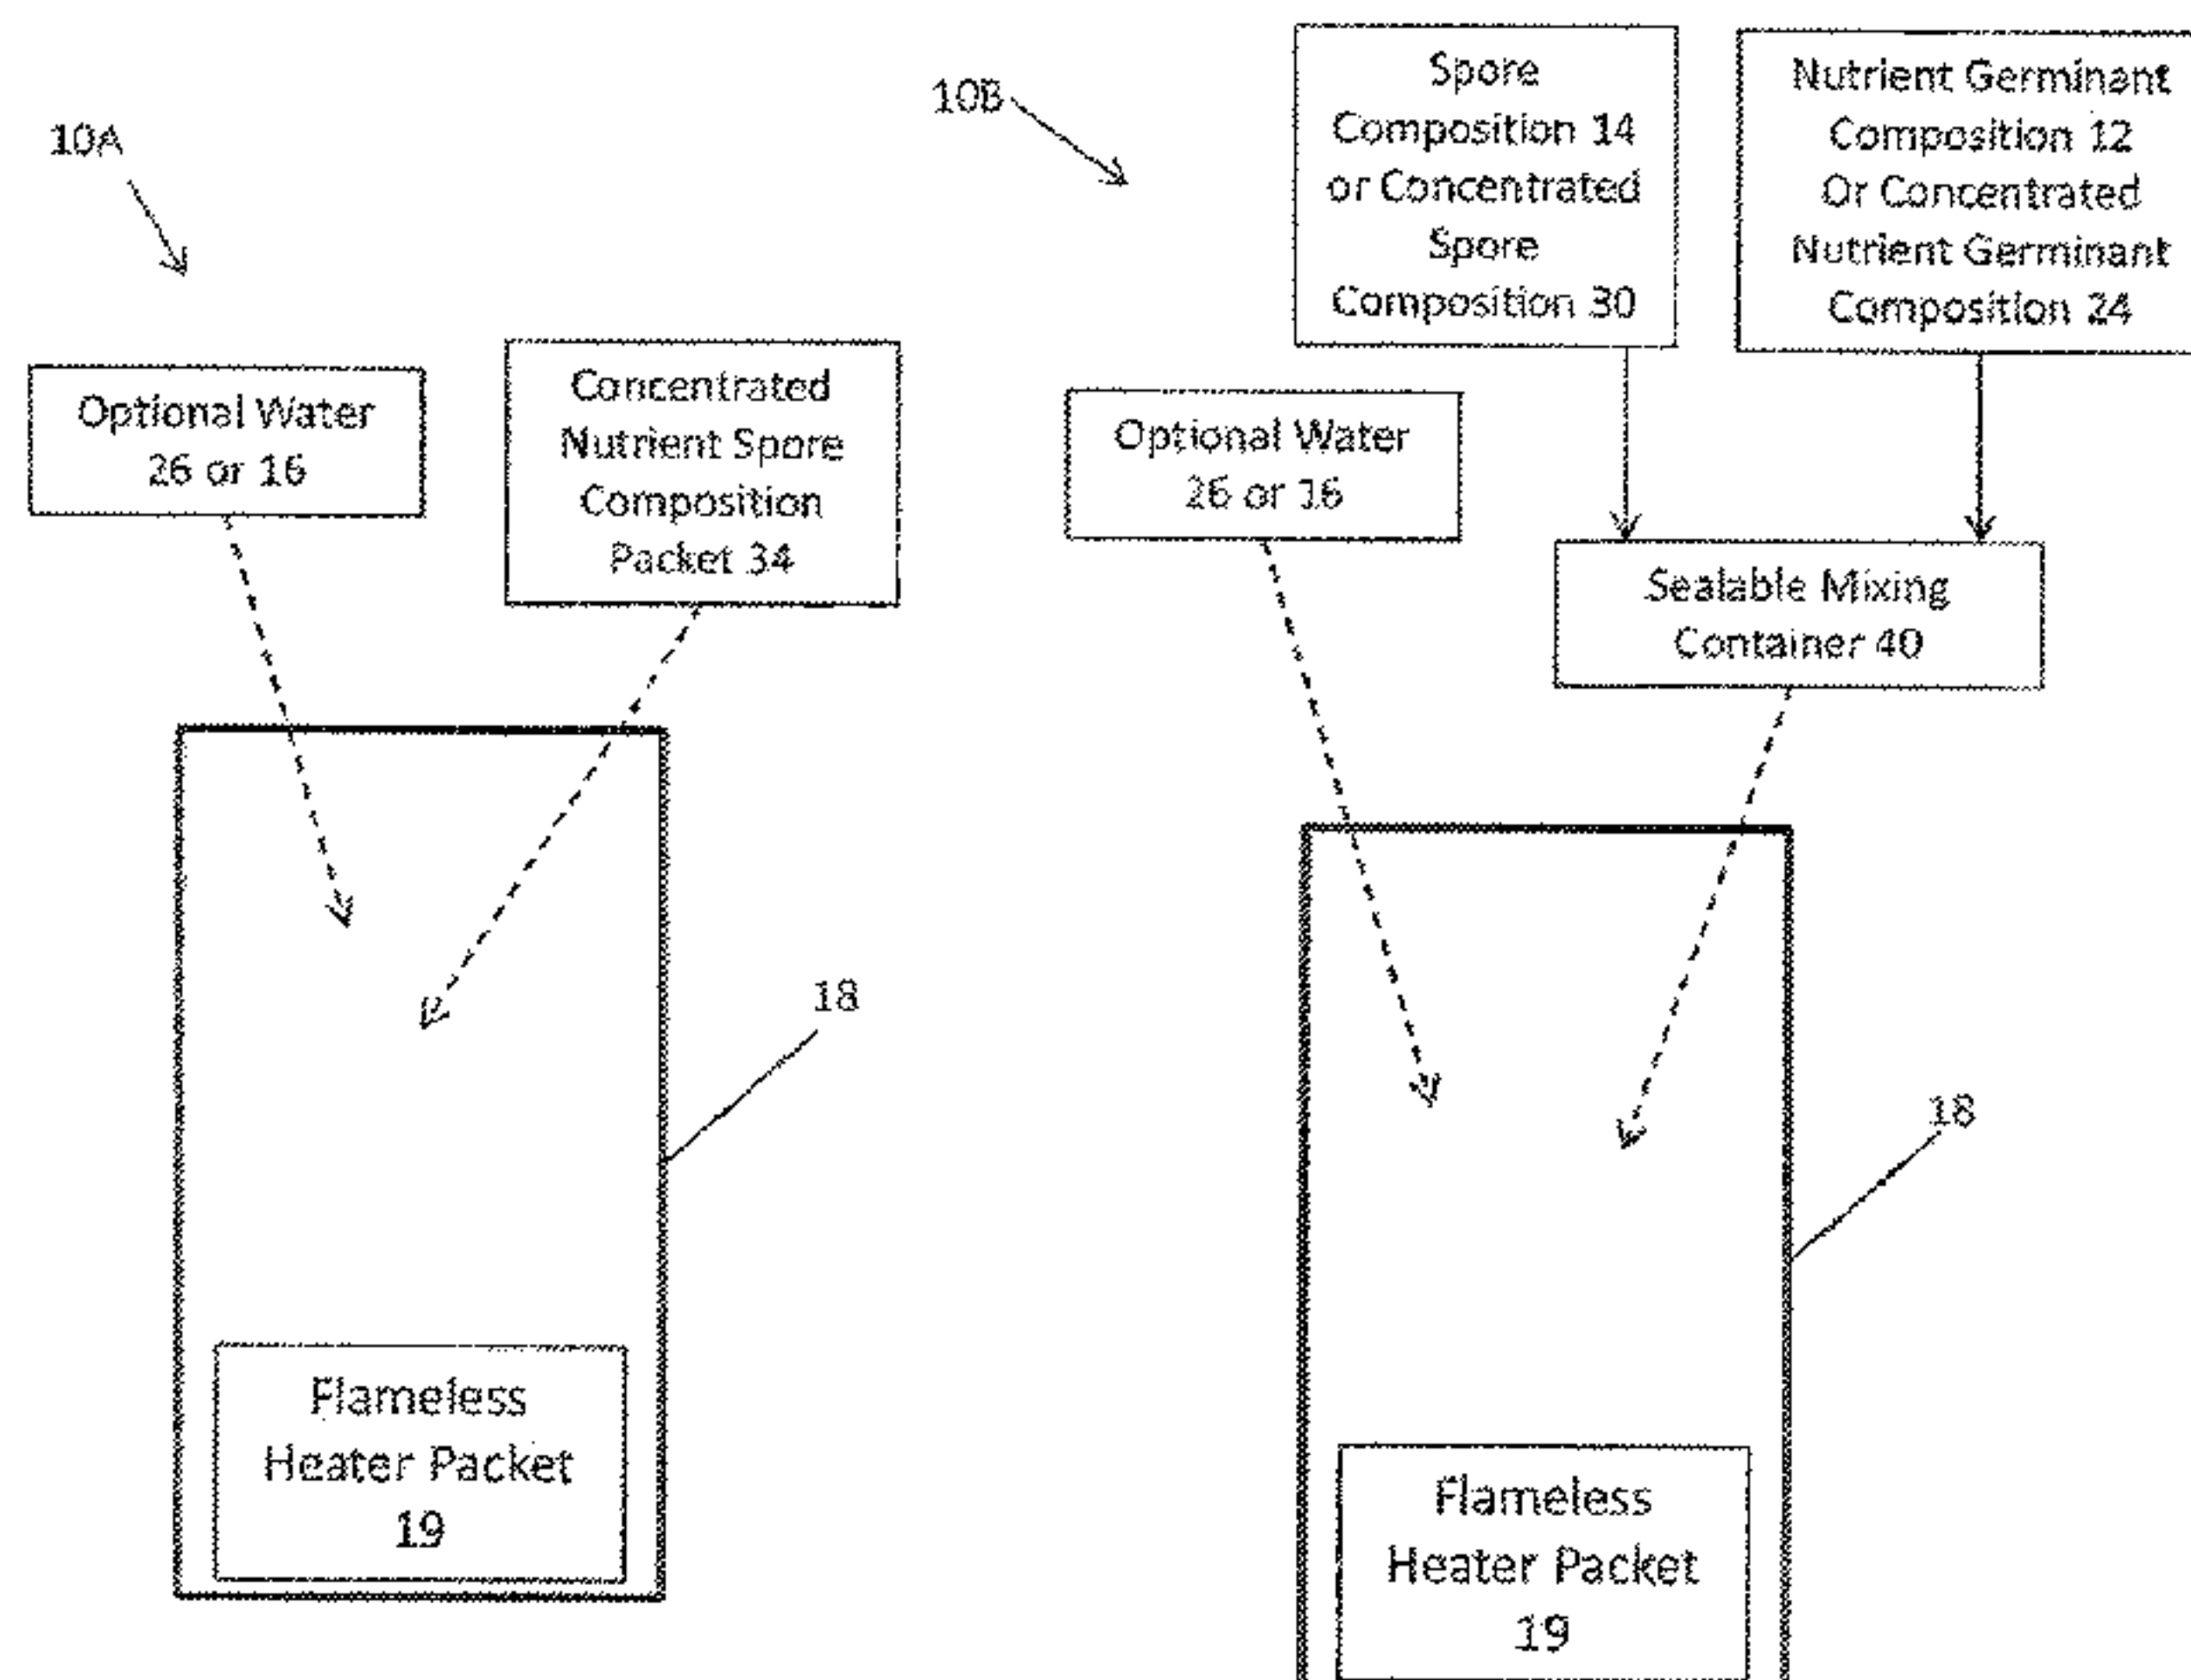 10A
Optional Water
26 or 16
Concentrated
Nutrient Spore
Composition
Packet 34
18
Flameless
Heater Packet
19
10B
Spore
Composition 14
or Concentrated
Spore
Composition 30
Nutrient Germinant
Composition 12
Or Concentrated
Nutrient Germinant
Composition 24
Optional Water
26 or 16
Sealable Mixing
Container 40
18
Flameless
Heater Packet
19